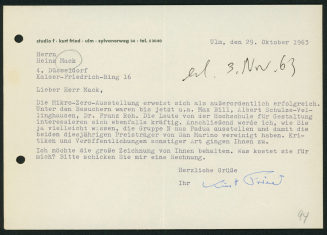 studio f - kurt fried - ulm - sylvanerweg 14 - tel.
Ulm, den 29. Oktober 1963
Herrn
Heinz Mack
4, Düsseldorf
Kaiser-Friedrich-Ring 16
erl. 3. Nov. 63
Lieber Herr Mack,
Die Mikro-Zero-Ausstellung erweist sich als außerordentlich erfolgreich.
Unter den Besuchern waren bis jetzt u.a. Max Bill, Albert Schulze-Vel-
linghausen, Dr. Franz Roh. Die Leute von der Hochschule für Gestaltung
interessieren sich ebenfalls kräftig. Anschließend werde ich, wie Sie
ja vielleicht wissen, die Gruppe N aus Padua ausstellen und damit die
beiden diesjährigen Preisträger von San Marino vereinigt haben. Kriti-
ken und Veröffentlichungen sonstiger Art gingen Ihnen zu.
Ich möchte die große Zeichnung von Ihnen behalten. Was kostet sie für
mich? Bitte schicken Sie mir eine Rechnung.
Herzliche Grüße
Ihr Kurt Fried
94